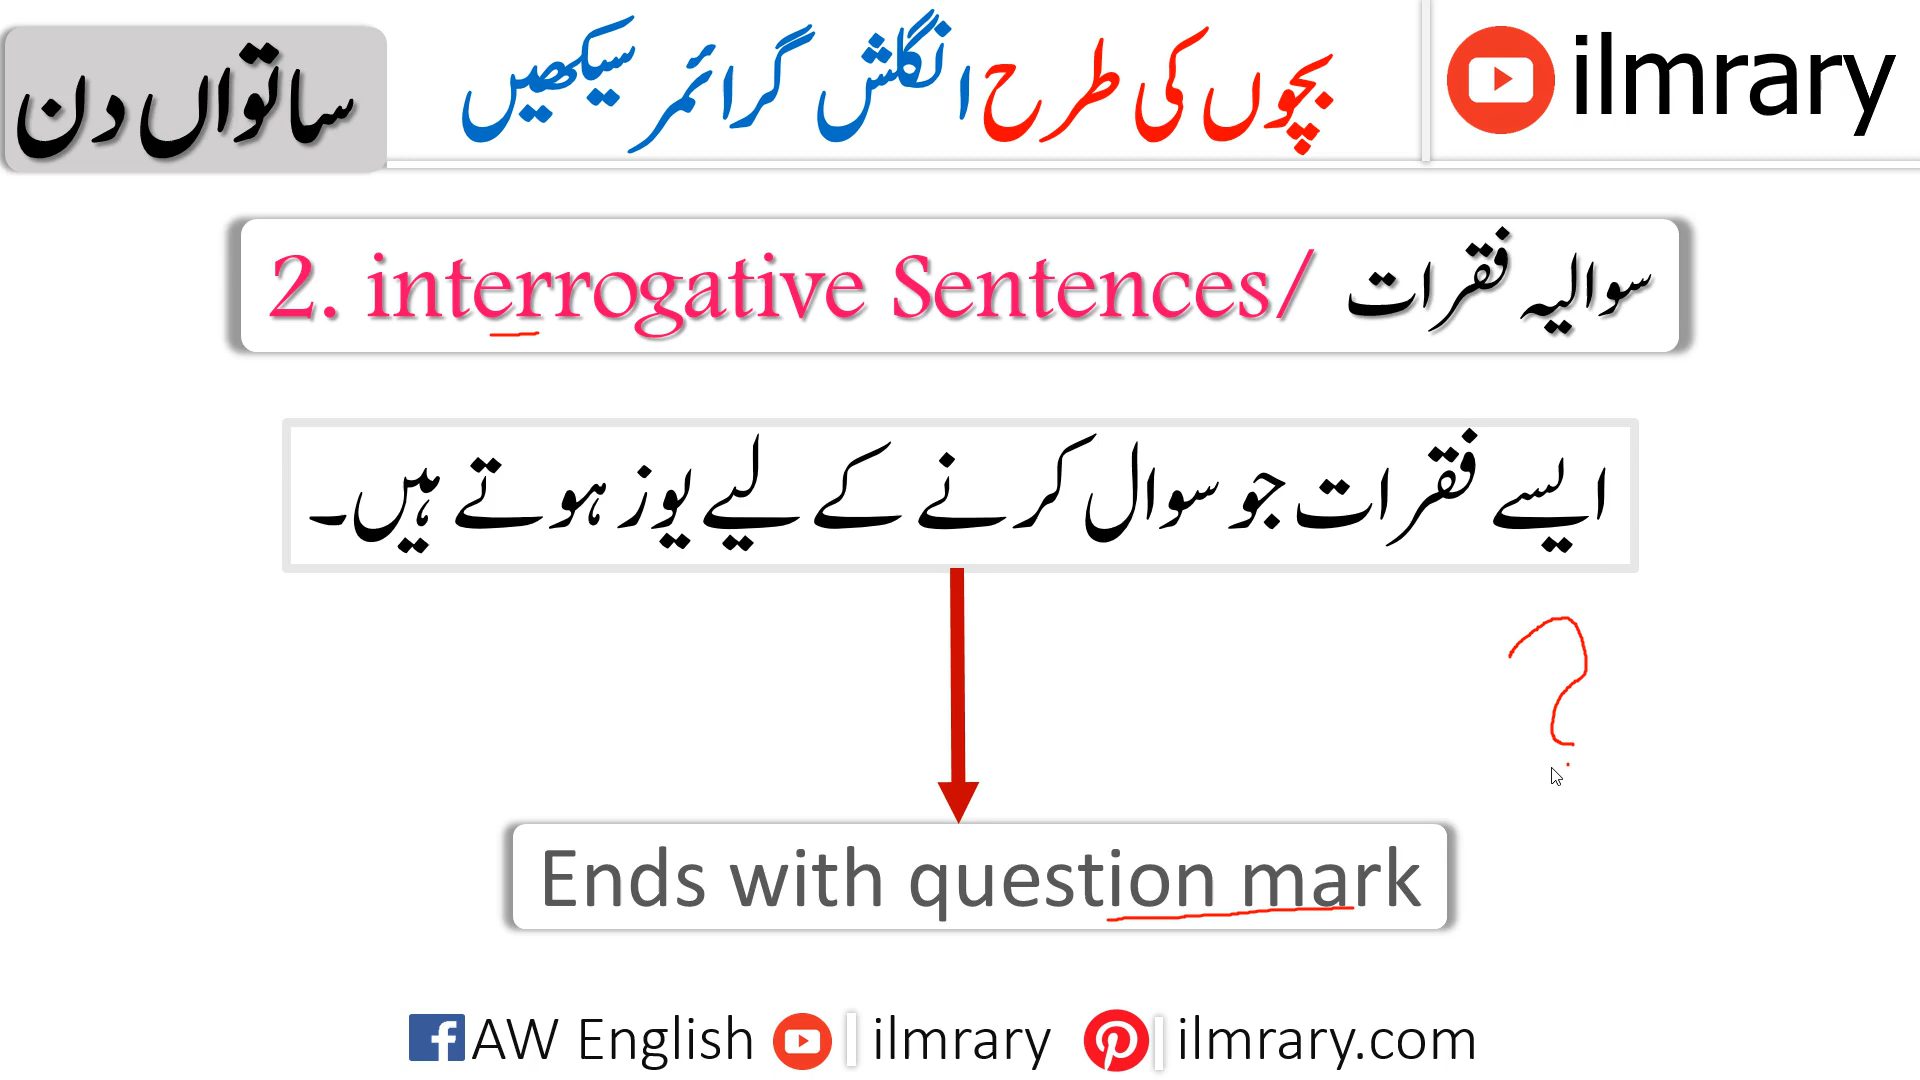 ساتواں دن
بچوں کی طرح انگلش گرائمر سیکھیں
ilmrary
2. interrogative Sentences/ سوالیہ فقرات
ایسے فقرات جو سوال کرنے کے لیے یوز ہوتے ہیں۔
?
Ends with question mark
AW English | ilmrary | ilmrary.com